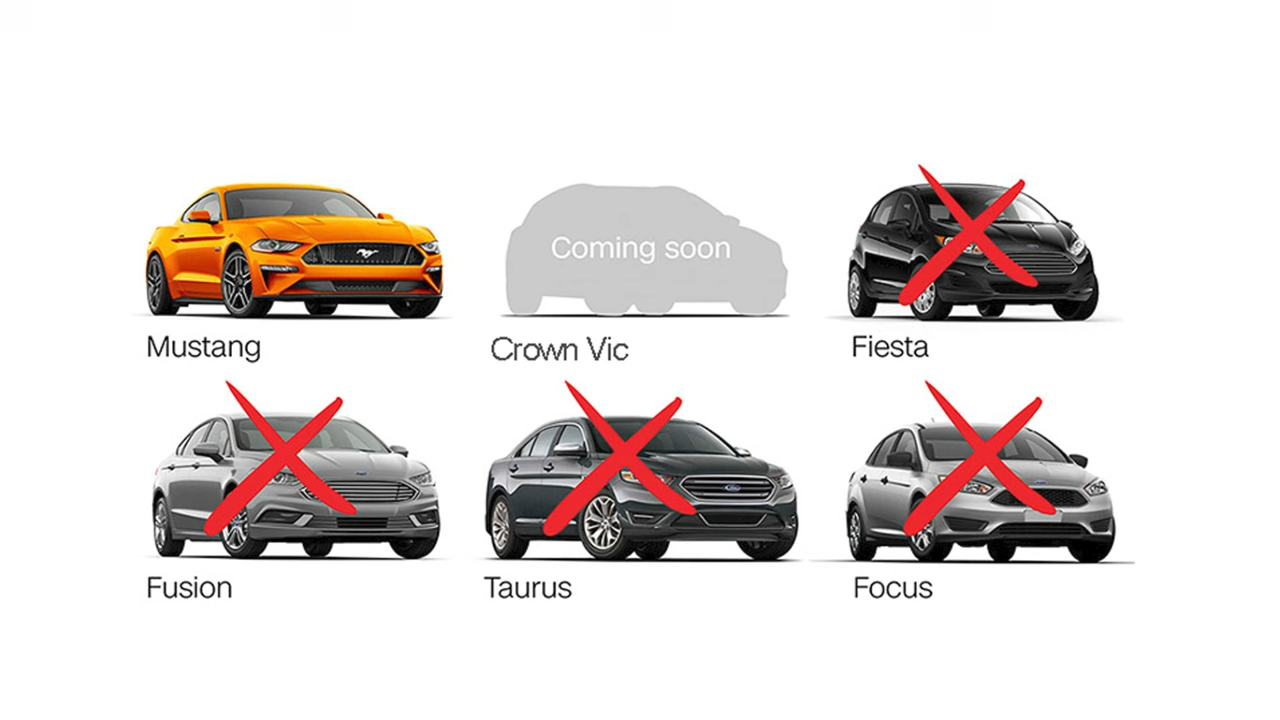 Coming soon
Mustang
Crown Vic
Fiesta
Fusion
Taurus
Focus